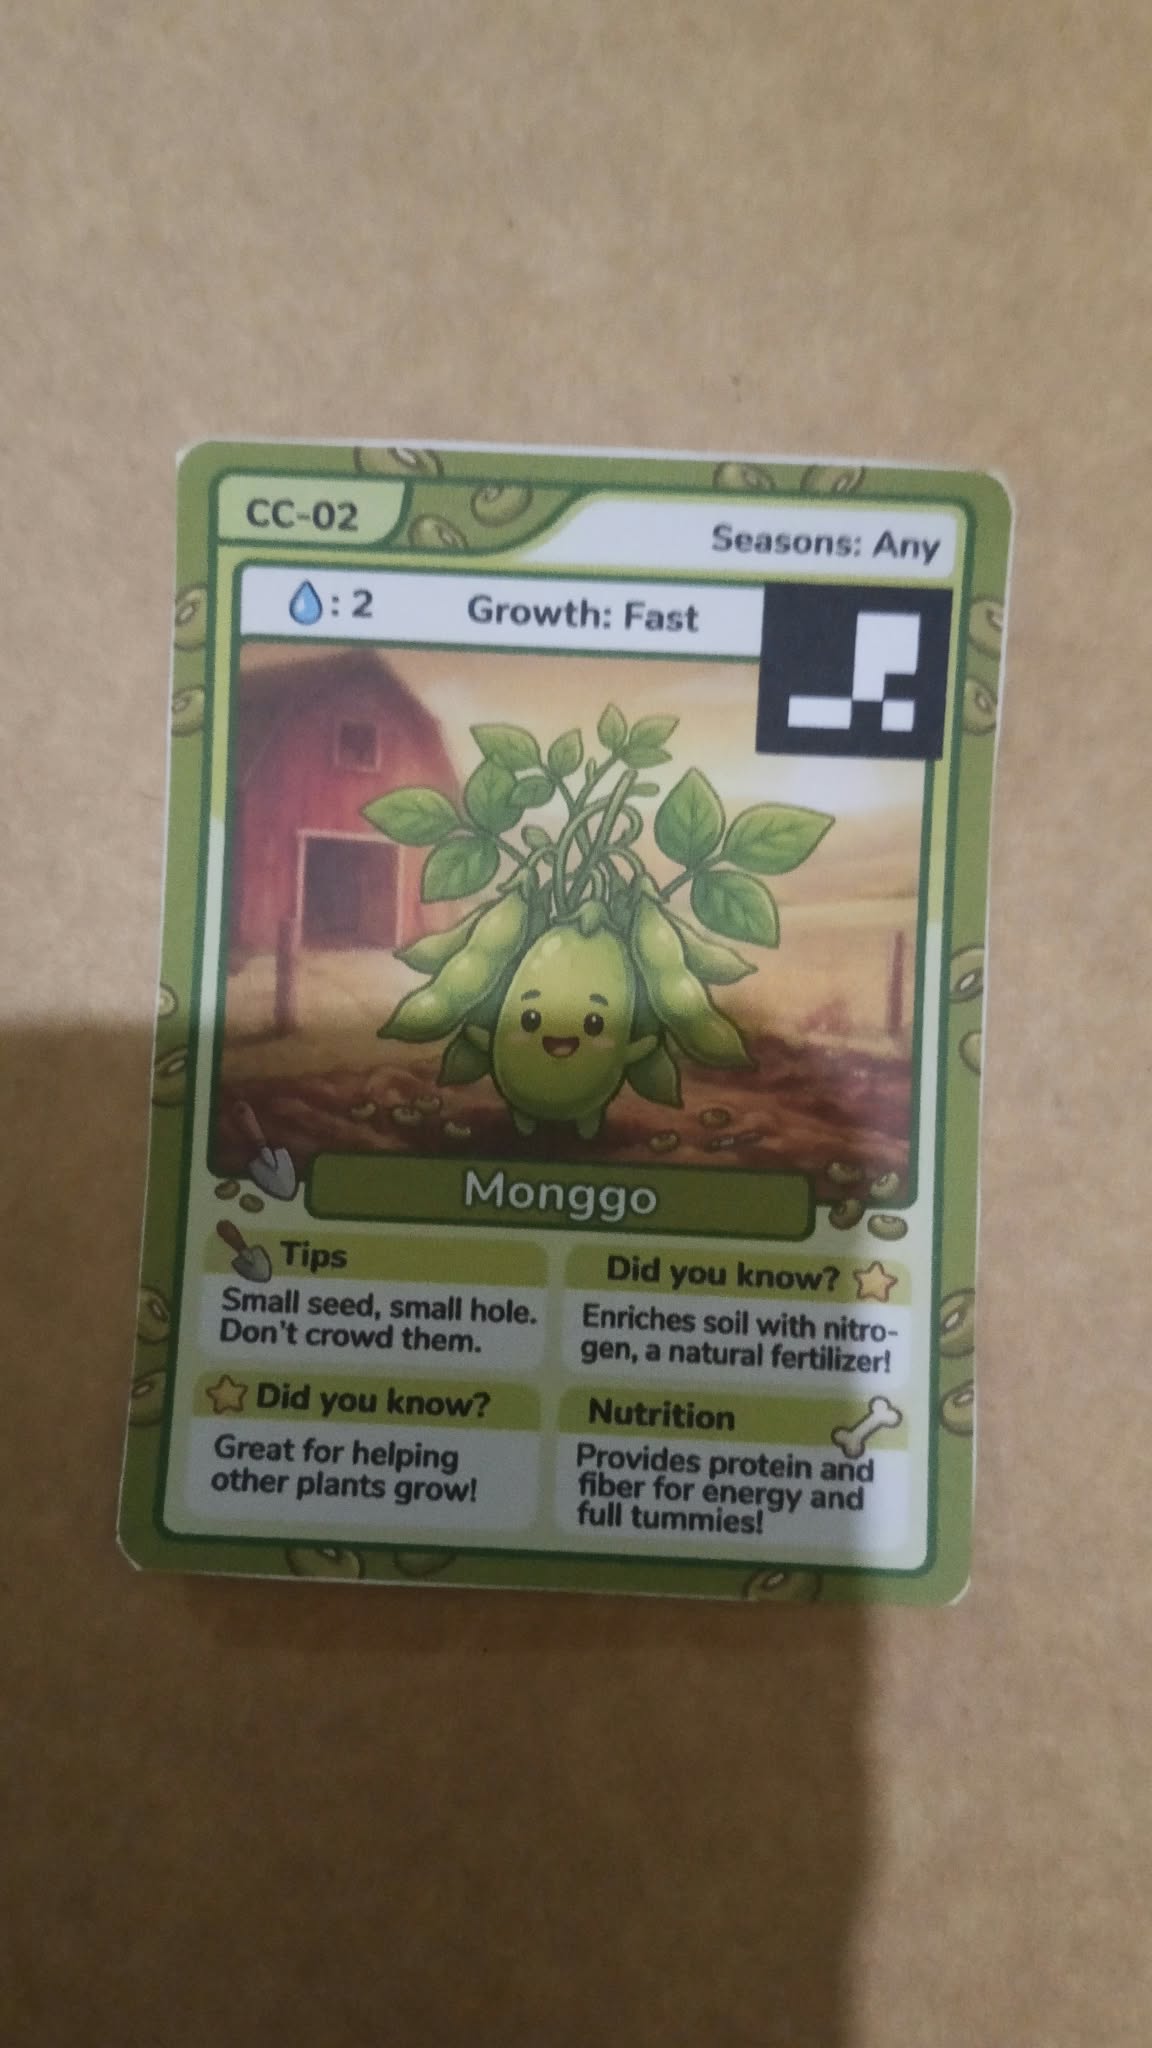 CC-02
Seasons: Any
: 2
Growth: Fast
Monggo
Tips
Small seed, small hole.
Don't crowd them.
Did you know?
Enriches soil with nitro-
gen, a natural fertilizer!
Did you know?
Great for helping
other plants grow!
Nutrition
Provides protein and
fiber for energy and
full tummies!